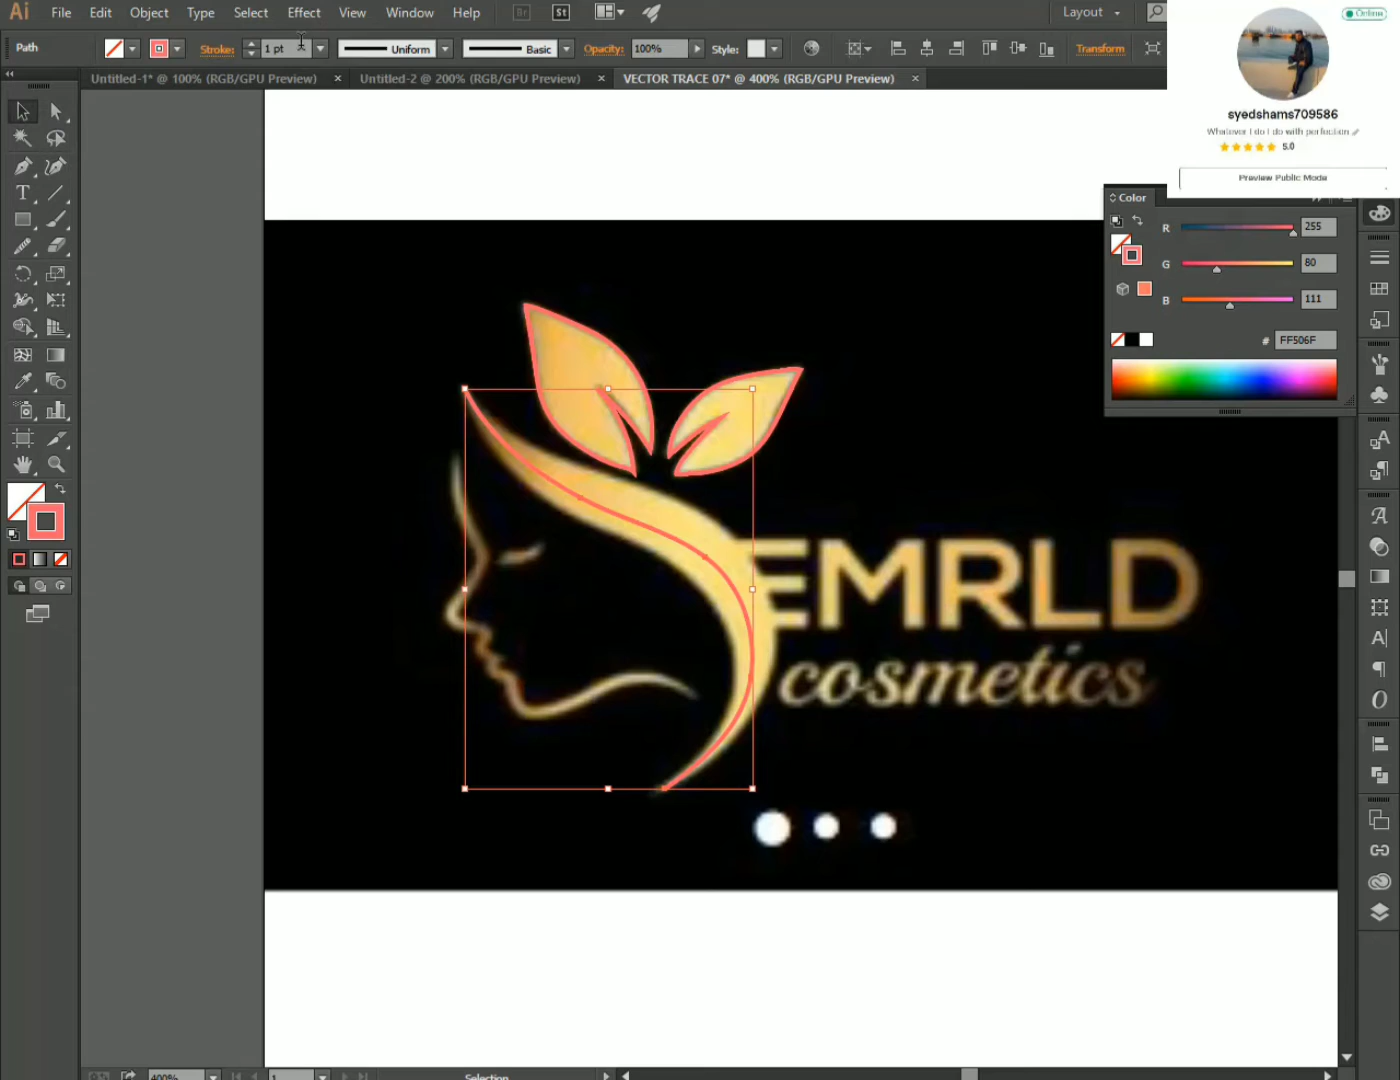 Ai File Edit Object Type Select Effect View Window Help Br St Layout
Path Stroke: 1 pt Uniform Basic Opacity: 100% Style: Transform
Untitled-1* @ 100% (RGB/GPU Preview) × Untitled-2 @ 200% (RGB/GPU Preview) × VECTOR TRACE 07* @ 400% (RGB/GPU Preview) ×
Online
syedshams709586
Whatever I do I do with perfection
5.0
Preview Public Mode
Color
R 255
G 80
B 111
# FF506F
EMRLD
cosmetics
400% 1 Selection